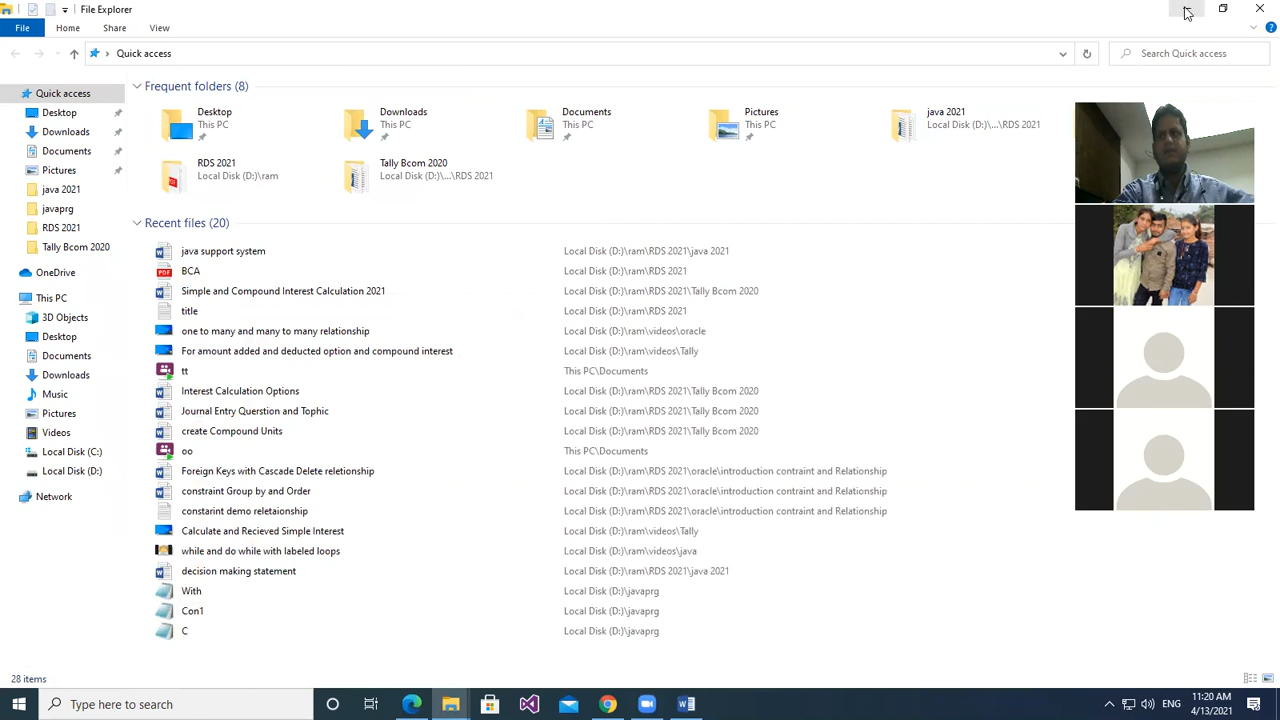 File Explorer
File Home Share View
Quick access Search Quick access
Quick access
Desktop
Downloads
Documents
Pictures
java 2021
javaprg
RDS 2021
Tally Bcom 2020
OneDrive
This PC
3D Objects
Desktop
Documents
Downloads
Music
Pictures
Videos
Local Disk (C:)
Local Disk (D:)
Network
Frequent folders (8)
Desktop
This PC
Downloads
This PC
Documents
This PC
Pictures
This PC
java 2021
Local Disk (D:)\...\RDS 2021
RDS 2021
Local Disk (D:)\ram
Tally Bcom 2020
Local Disk (D:)\...\RDS 2021
Recent files (20)
java support system Local Disk (D:)\ram\RDS 2021\java 2021
BCA Local Disk (D:)\ram\RDS 2021
Simple and Compound Interest Calculation 2021 Local Disk (D:)\ram\RDS 2021\Tally Bcom 2020
title Local Disk (D:)\ram\RDS 2021
one to many and many to many relationship Local Disk (D:)\ram\videos\oracle
For amount added and deducted option and compound interest Local Disk (D:)\ram\videos\Tally
tt This PC\Documents
Interest Calculation Options Local Disk (D:)\ram\RDS 2021\Tally Bcom 2020
Journal Entry Querstion and Tophic Local Disk (D:)\ram\RDS 2021\Tally Bcom 2020
create Compound Units Local Disk (D:)\ram\RDS 2021\Tally Bcom 2020
oo This PC\Documents
Foreign Keys with Cascade Delete reletionship Local Disk (D:)\ram\RDS 2021\oracle\introduction contraint and Relationship
constraint Group by and Order Local Disk (D:)\ram\RDS 2021\oracle\introduction contraint and Relationship
constarint demo reletaionship Local Disk (D:)\ram\RDS 2021\oracle\introduction contraint and Relationship
Calculate and Recieved Simple Interest Local Disk (D:)\ram\videos\Tally
while and do while with labeled loops Local Disk (D:)\ram\videos\java
decision making statement Local Disk (D:)\ram\RDS 2021\java 2021
With Local Disk (D:)\javaprg
Con1 Local Disk (D:)\javaprg
C Local Disk (D:)\javaprg
28 items
Type here to search
ENG
11:20 AM
4/13/2021